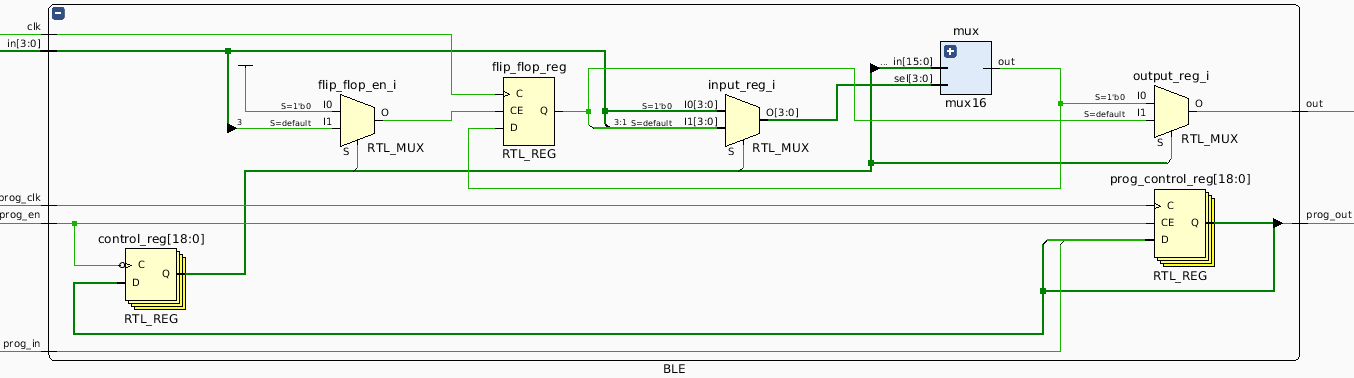 clk
in[3:0]
flip_flop_en_i
S=1'b0 I0
3 S=default I1
O
S
RTL_MUX
flip_flop_reg
C
CE Q
D
RTL_REG
input_reg_i
S=1'b0 I0[3:0]
3:1 S=default I1[3:0]
O[3:0]
S
RTL_MUX
mux
... in[15:0]
sel[3:0]
out
mux16
output_reg_i
S=1'b0 I0
S=default I1
O
S
RTL_MUX
out
prog_clk
prog_en
control_reg[18:0]
C
D Q
RTL_REG
prog_control_reg[18:0]
C
CE Q
D
RTL_REG
prog_out
prog_in
BLE